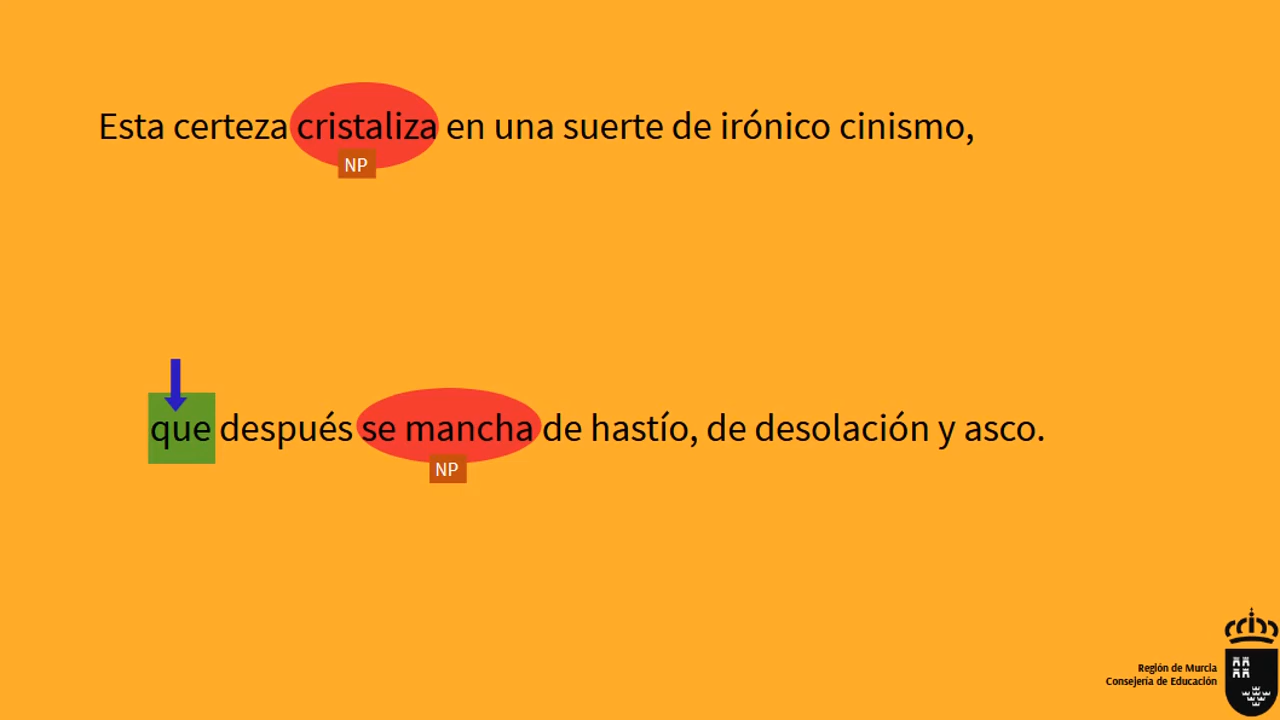 Esta certeza cristaliza en una suerte de irónico cinismo,
NP
que después se mancha de hastío, de desolación y asco.
NP
Región de Murcia
Consejería de Educación